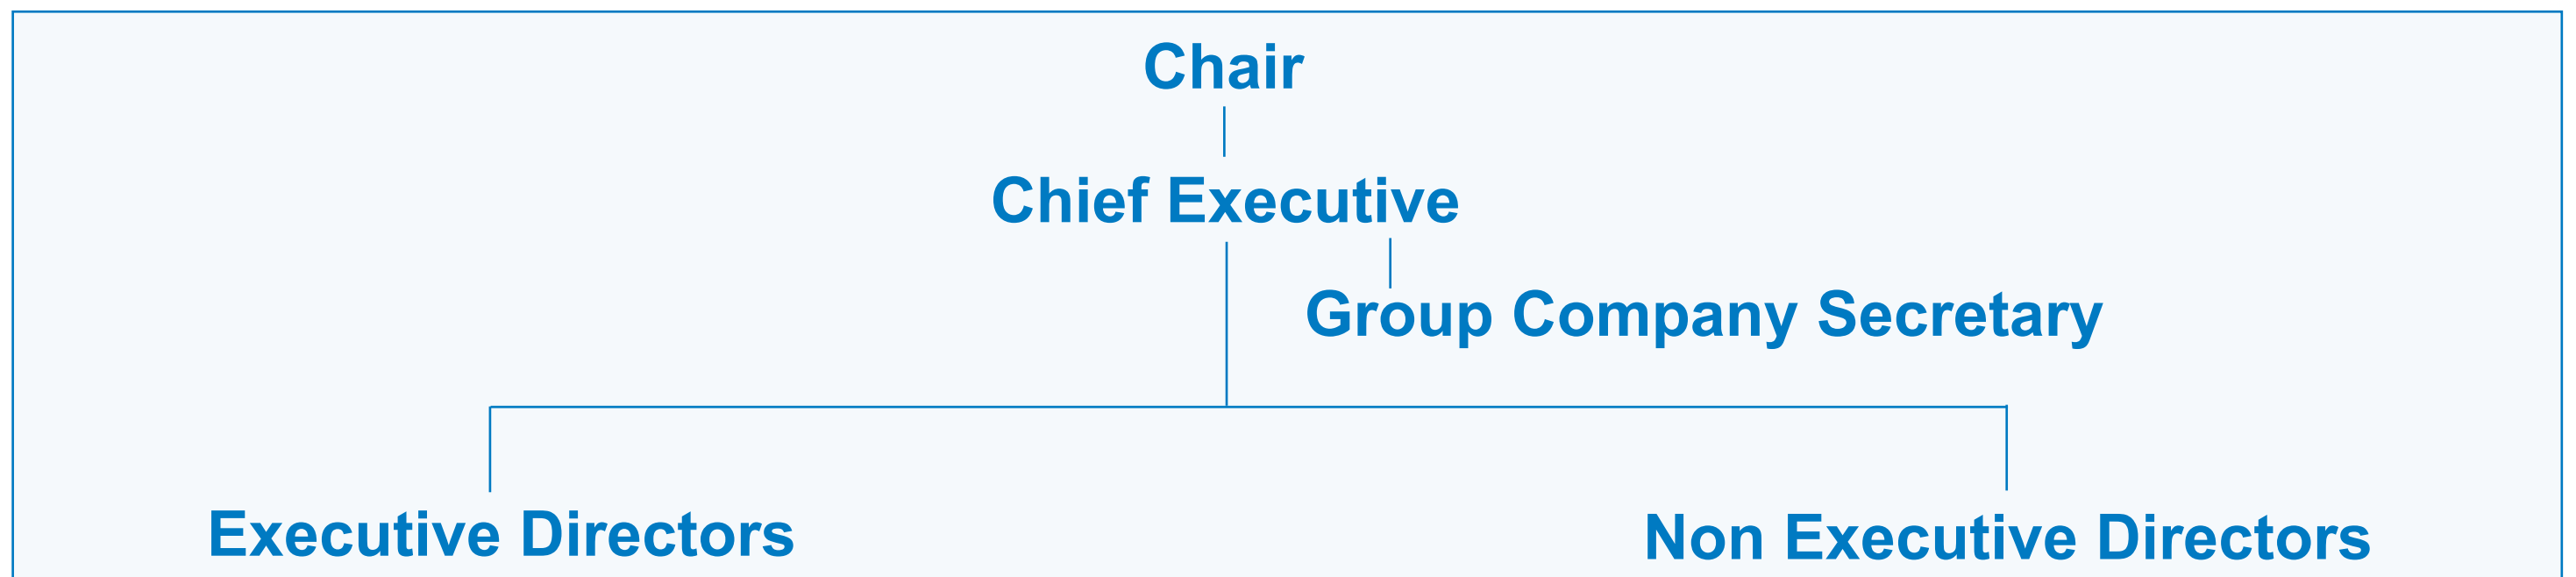 Chair
Chief Executive
Group Company Secretary
Executive Directors
Non Executive Directors